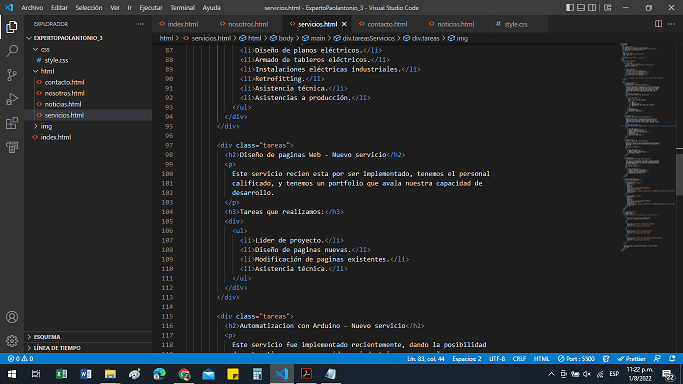 Archivo Editar Selección Ver Ir Ejecutar Terminal Ayuda servicios.html - ExpertoPaolantonio_3 - Visual Studio Code
EXPLORADOR
EXPERTOPAOLANTONIO_3
css
style.css
html
contacto.html
nosotros.html
noticias.html
servicios.html
img
index.html
ESQUEMA
LÍNEA DE TIEMPO
index.html nosotros.html servicios.html contacto.html noticias.html style.css
html > servicios.html > html > body > main > div.tareasServicios > div.tareas > img
87 <li>Diseño de planos eléctricos.</li>
88 <li>Armado de tableros eléctricos.</li>
89 <li>Instalaciones eléctricas industriales.</li>
90 <li>Retrofitting.</li>
91 <li>Asistencia técnica.</li>
92 <li>Asistencias a producción.</li>
93 </ul>
94 </div>
95 </div>
96
97 <div class="tareas">
98 <h2>Diseño de paginas Web - Nuevo servicio</h2>
99 <p>
100 Este servicio recien esta por ser implementado, tenemos el personal
101 calificado, y tenemos un portfolio que avala nuestra capacidad de
102 desarrollo.
103 </p>
104 <h3>Tareas que realizamos:</h3>
105 <div>
106 <ul>
107 <li>Lider de proyecto.</li>
108 <li>Diseño de paginas nuevas.</li>
109 <li>Modificación de paginas existentes.</li>
110 <li>Asistencia técnica.</li>
111 </ul>
112 </div>
113 </div>
114
115 <div class="tareas">
116 <h2>Automatizacion con Arduino - Nuevo servicio</h2>
117 <p>
118 Este servicio fue implementado recientemente, dando la posibilidad
0 0 Lín. 83, col. 44 Espacios: 2 UTF-8 CRLF HTML Port : 5500 Prettier
ESP 11:22 p.m.
1/8/2022 22